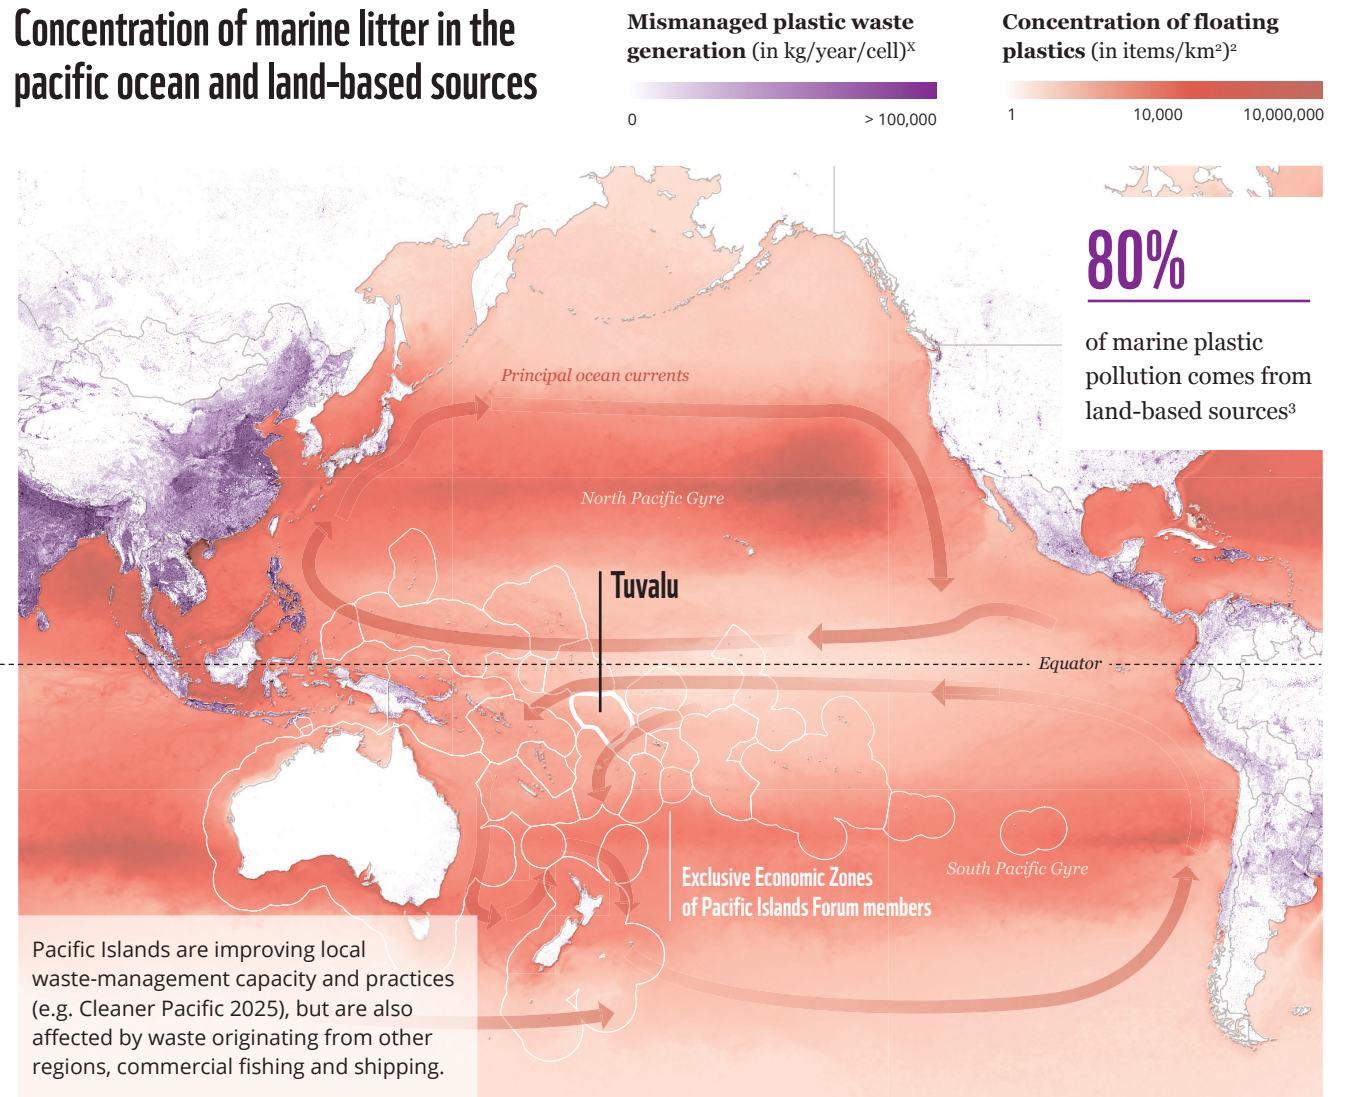 Concentration of marine litter in the
pacific ocean and land-based sources
Mismanaged plastic waste
generation (in kg/year/cell)ˣ
0
> 100,000
Concentration of floating
plastics (in items/km²)²
1
10,000
10,000,000
80%
of marine plastic
pollution comes from
land-based sources³
Principal ocean currents
North Pacific Gyre
Tuvalu
Equator
South Pacific Gyre
Exclusive Economic Zones
of Pacific Islands Forum members
Pacific Islands are improving local
waste-management capacity and practices
(e.g. Cleaner Pacific 2025), but are also
affected by waste originating from other
regions, commercial fishing and shipping.